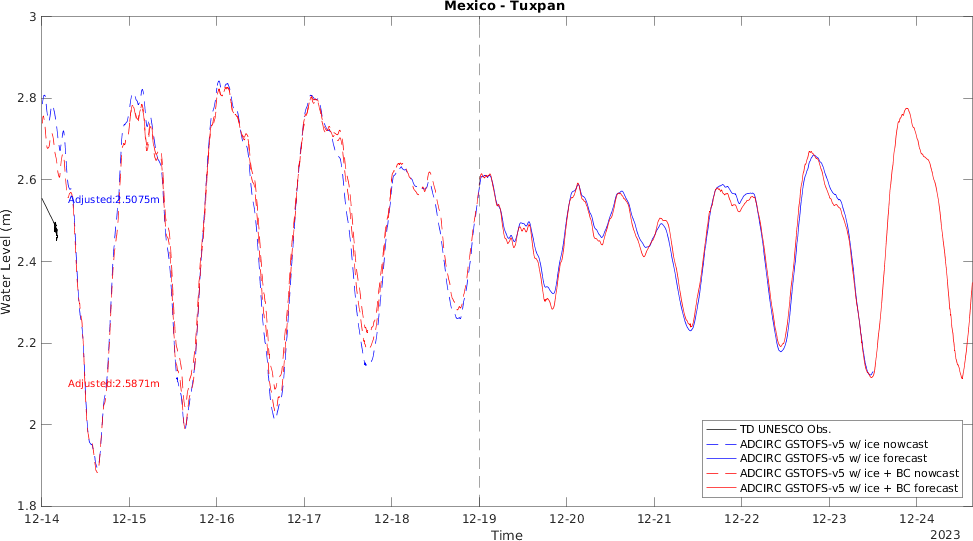 Mexico - Tuxpan
3
2.8
2.6
2.4
2.2
2
1.8
Water Level (m)
Adjusted:2.5075m
Adjusted:2.5871m
TD UNESCO Obs.
ADCIRC GSTOFS-v5 w/ ice nowcast
ADCIRC GSTOFS-v5 w/ ice forecast
ADCIRC GSTOFS-v5 w/ ice + BC nowcast
ADCIRC GSTOFS-v5 w/ ice + BC forecast
12-14 12-15 12-16 12-17 12-18 12-19 12-20 12-21 12-22 12-23 12-24
Time
2023